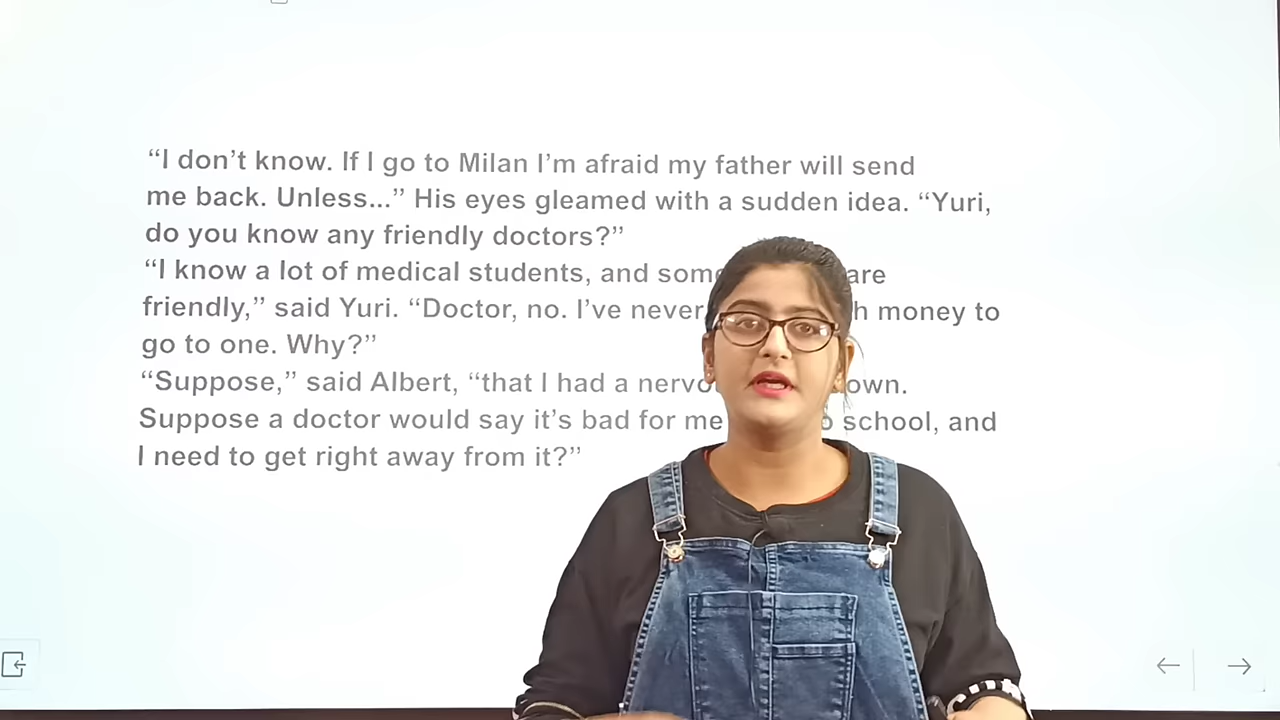 “I don’t know. If I go to Milan I’m afraid my father will send
me back. Unless...” His eyes gleamed with a sudden idea. “Yuri,
do you know any friendly doctors?”
“I know a lot of medical students, and are
friendly,” said Yuri. “Doctor, no. I’ve never money to
go to one. Why?”
“Suppose,” said Albert, “that I had a
Suppose a doctor would say it’s bad for me school, and
I need to get right away from it?”